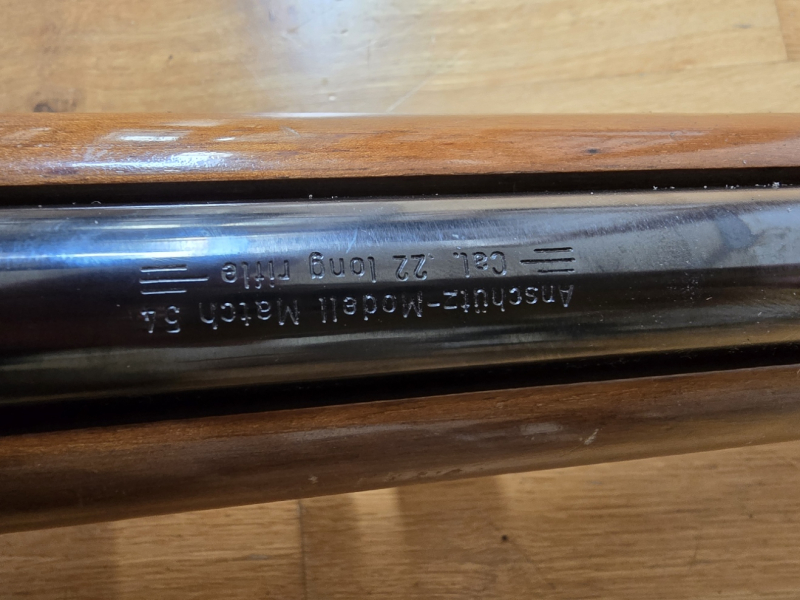 Anschütz-Modell Match 54
Cal. .22 long rifle